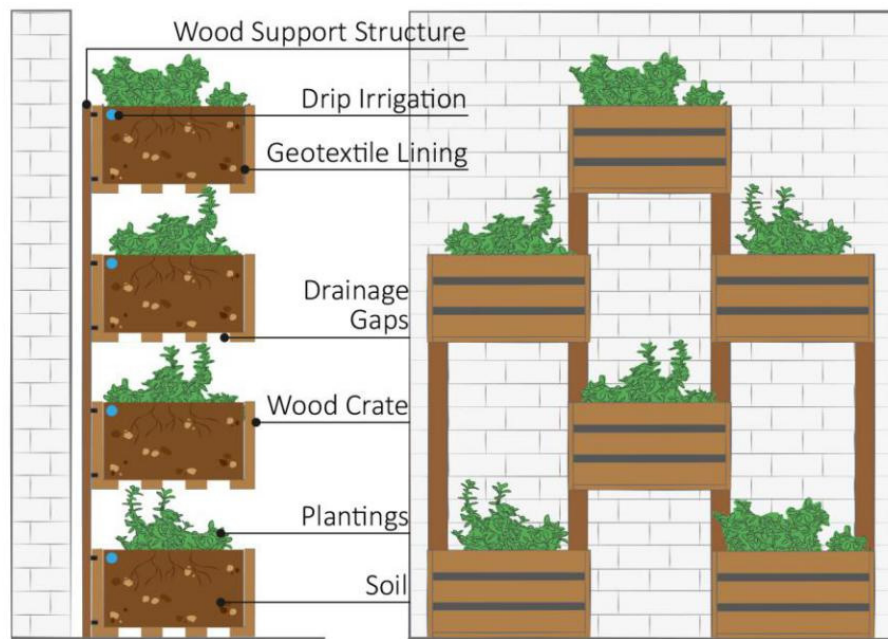 Wood Support Structure
Drip Irrigation
Geotextile Lining
Drainage
Gaps
Wood Crate
Plantings
Soil